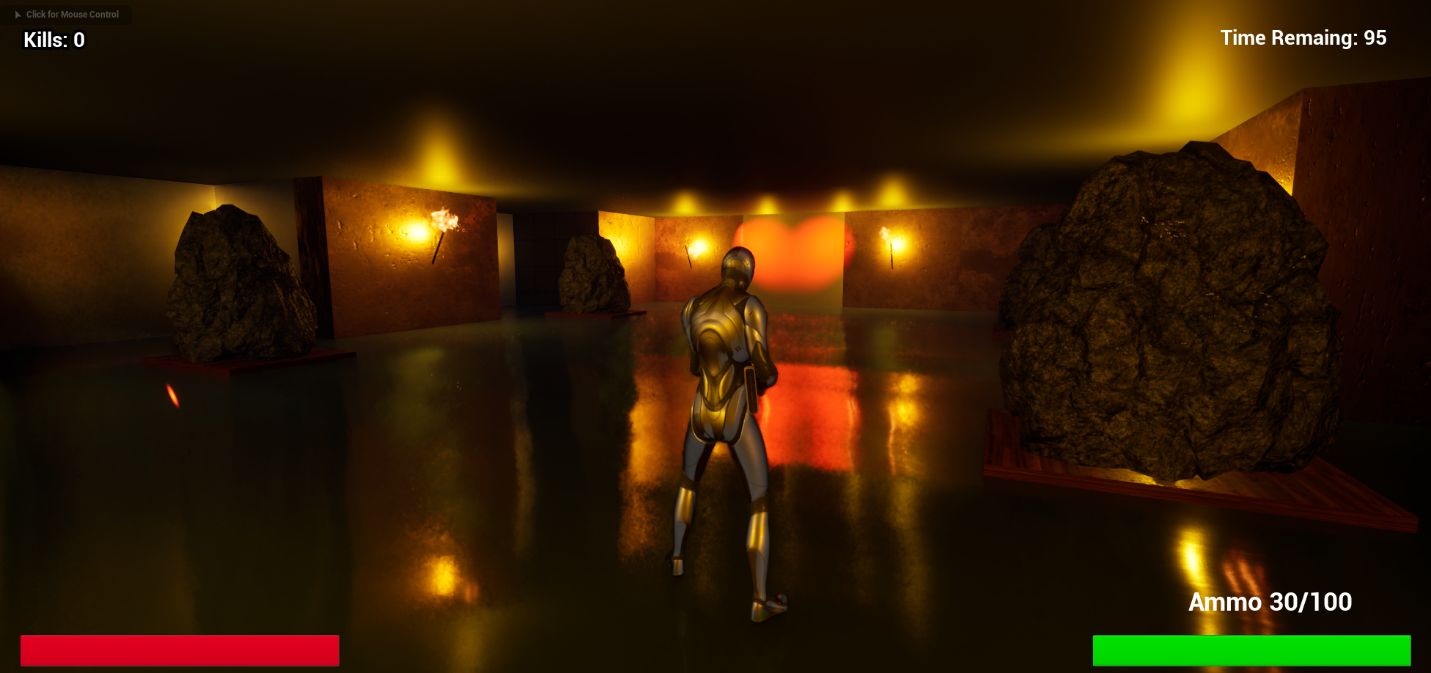 Click for Mouse Control
Kills: 0
Time Remaing: 95
Ammo 30/100